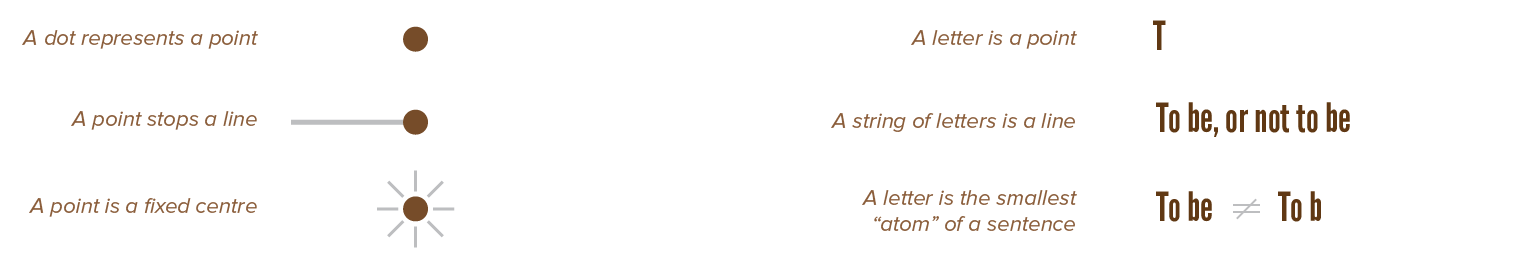 A dot represents a point
A point stops a line
A point is a fixed centre
A letter is a point
T
A string of letters is a line
To be, or not to be
A letter is the smallest
“atom” of a sentence
To be ≠ To b